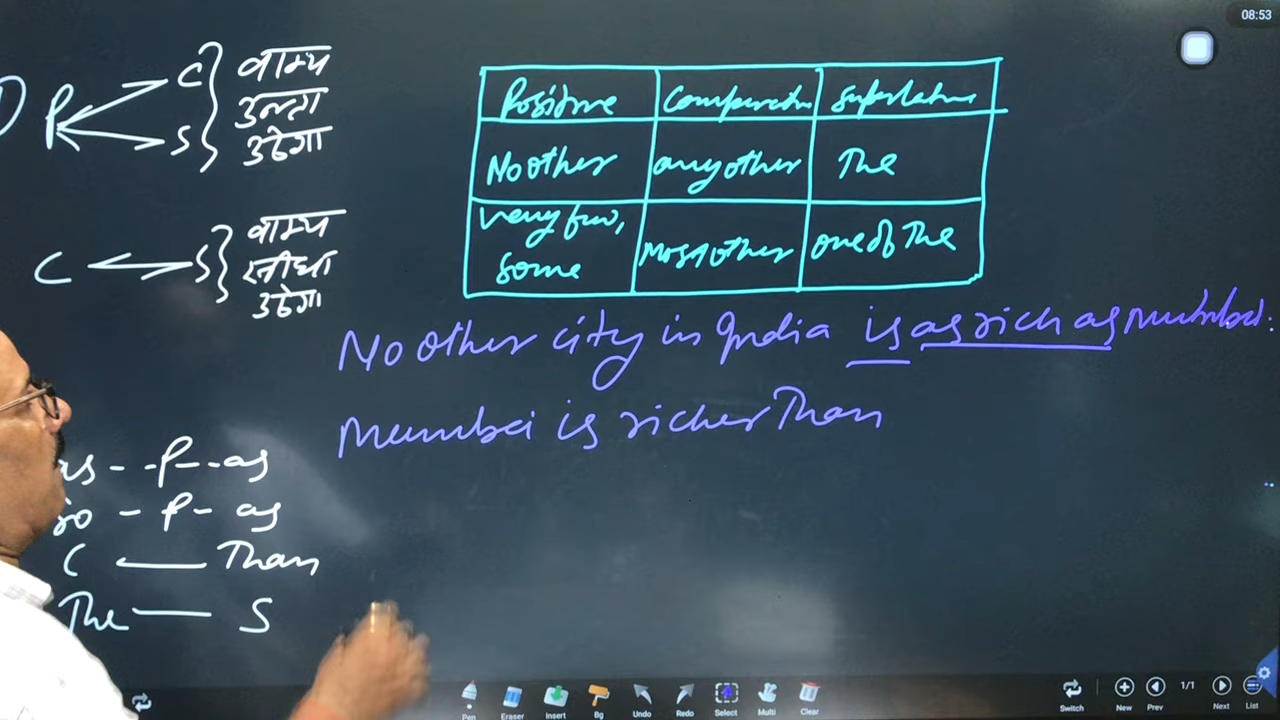 08:53
P C } वाक्य
S उल्टा
उठेगा
C S } वाक्य
सीधा
उठेगा
Positive Comparative Superlative
No other any other The
very few, some Most other one of The
No other city in India is as rich as Mumbai.
Mumbai is richer Than
as - P - as
so - P - as
C Than
The S
Pen Eraser Insert Bg Undo Redo Select Multi Clear
Switch New Prev 1/1 Next List